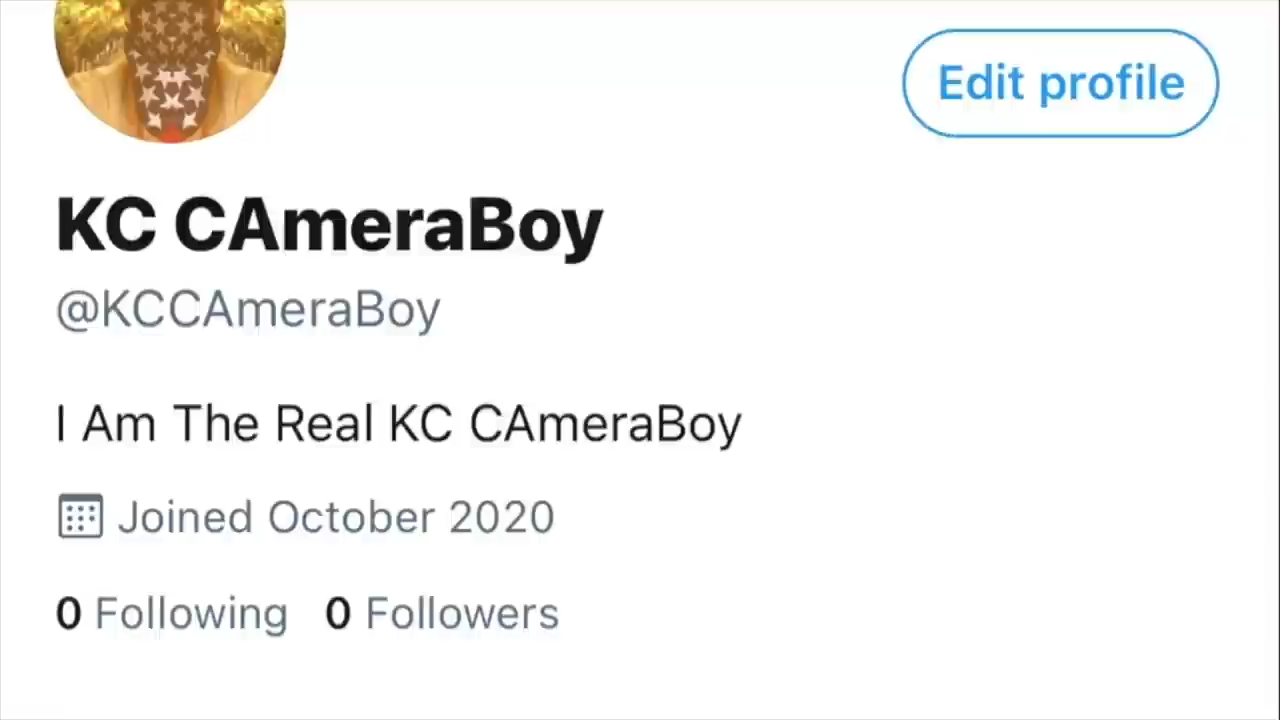 Edit profile
KC CAmeraBoy
@KCCAmeraBoy
I Am The Real KC CAmeraBoy
Joined October 2020
0 Following 0 Followers